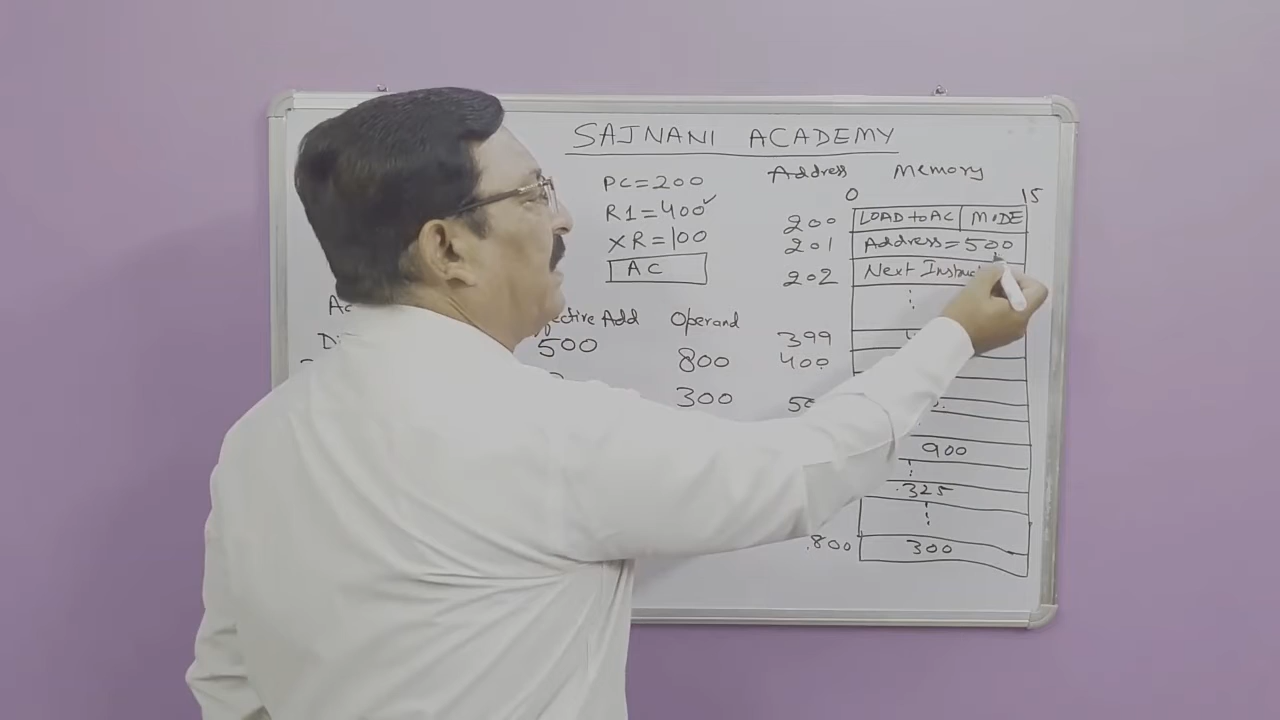 SAJNANI ACADEMY
PC = 200
R1 = 400
XR = 100
AC
Address Memory
0 15
200 LOAD to AC MODE
201 Address = 500
202 Next
Add Operand
500 800
300
399
400
900
325
800 300